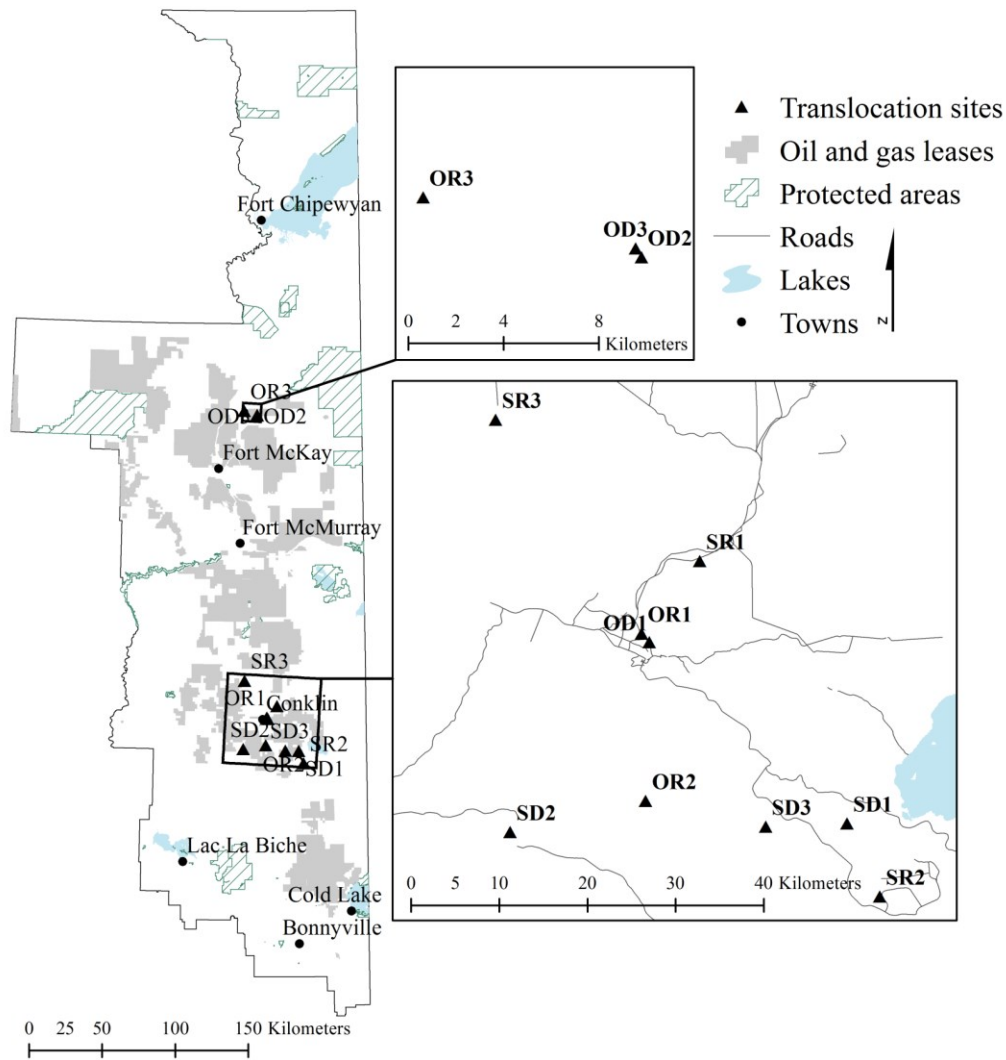 Fort Chipewyan
OR3
OD3 OD2
Fort McKay
Fort McMurray
SR3
OR1 Conklin
SD2 SD3 SR2
OR2 SD1
Lac La Biche
Cold Lake
Bonnyville
0 25 50 100 150 Kilometers
OR3
OD3 OD2
0 2 4 8
Kilometers
Translocation sites
Oil and gas leases
Protected areas
Roads
Lakes
Towns
N
SR3
SR1
OD1 OR1
OR2
SD2 SD3 SD1
SR2
0 5 10 20 30 40 Kilometers